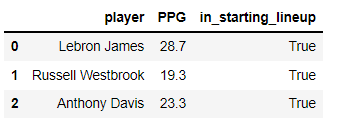 player PPG in_starting_lineup
0 Lebron James 28.7 True
1 Russell Westbrook 19.3 True
2 Anthony Davis 23.3 True